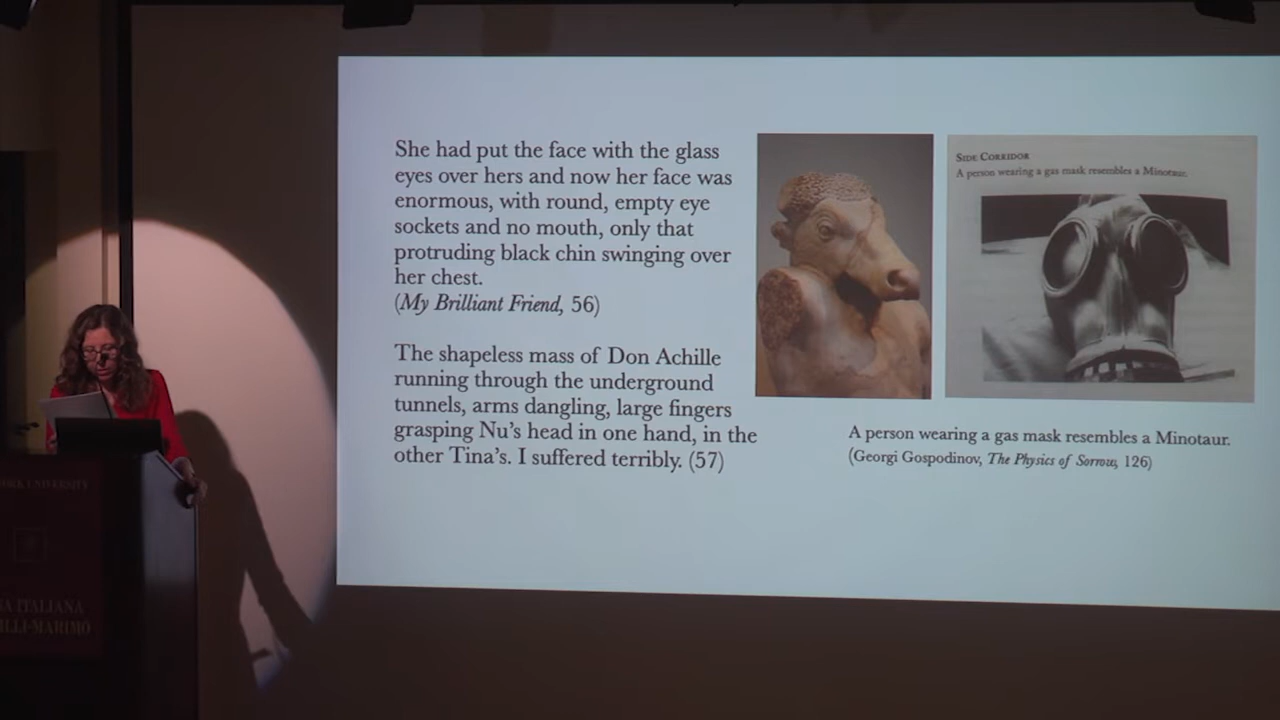 She had put the face with the glass
eyes over hers and now her face was
enormous, with round, empty eye
sockets and no mouth, only that
protruding black chin swinging over
her chest.
(My Brilliant Friend, 56)
The shapeless mass of Don Achille
running through the underground
tunnels, arms dangling, large fingers
grasping Nu's head in one hand, in the
other Tina's. I suffered terribly. (57)
SIDE CORRIDOR
A person wearing a gas mask resembles a Minotaur.
A person wearing a gas mask resembles a Minotaur.
(Georgi Gospodinov, The Physics of Sorrow, 126)
UNIVERSITY
ITALIANA
LLI-MARIMÒ